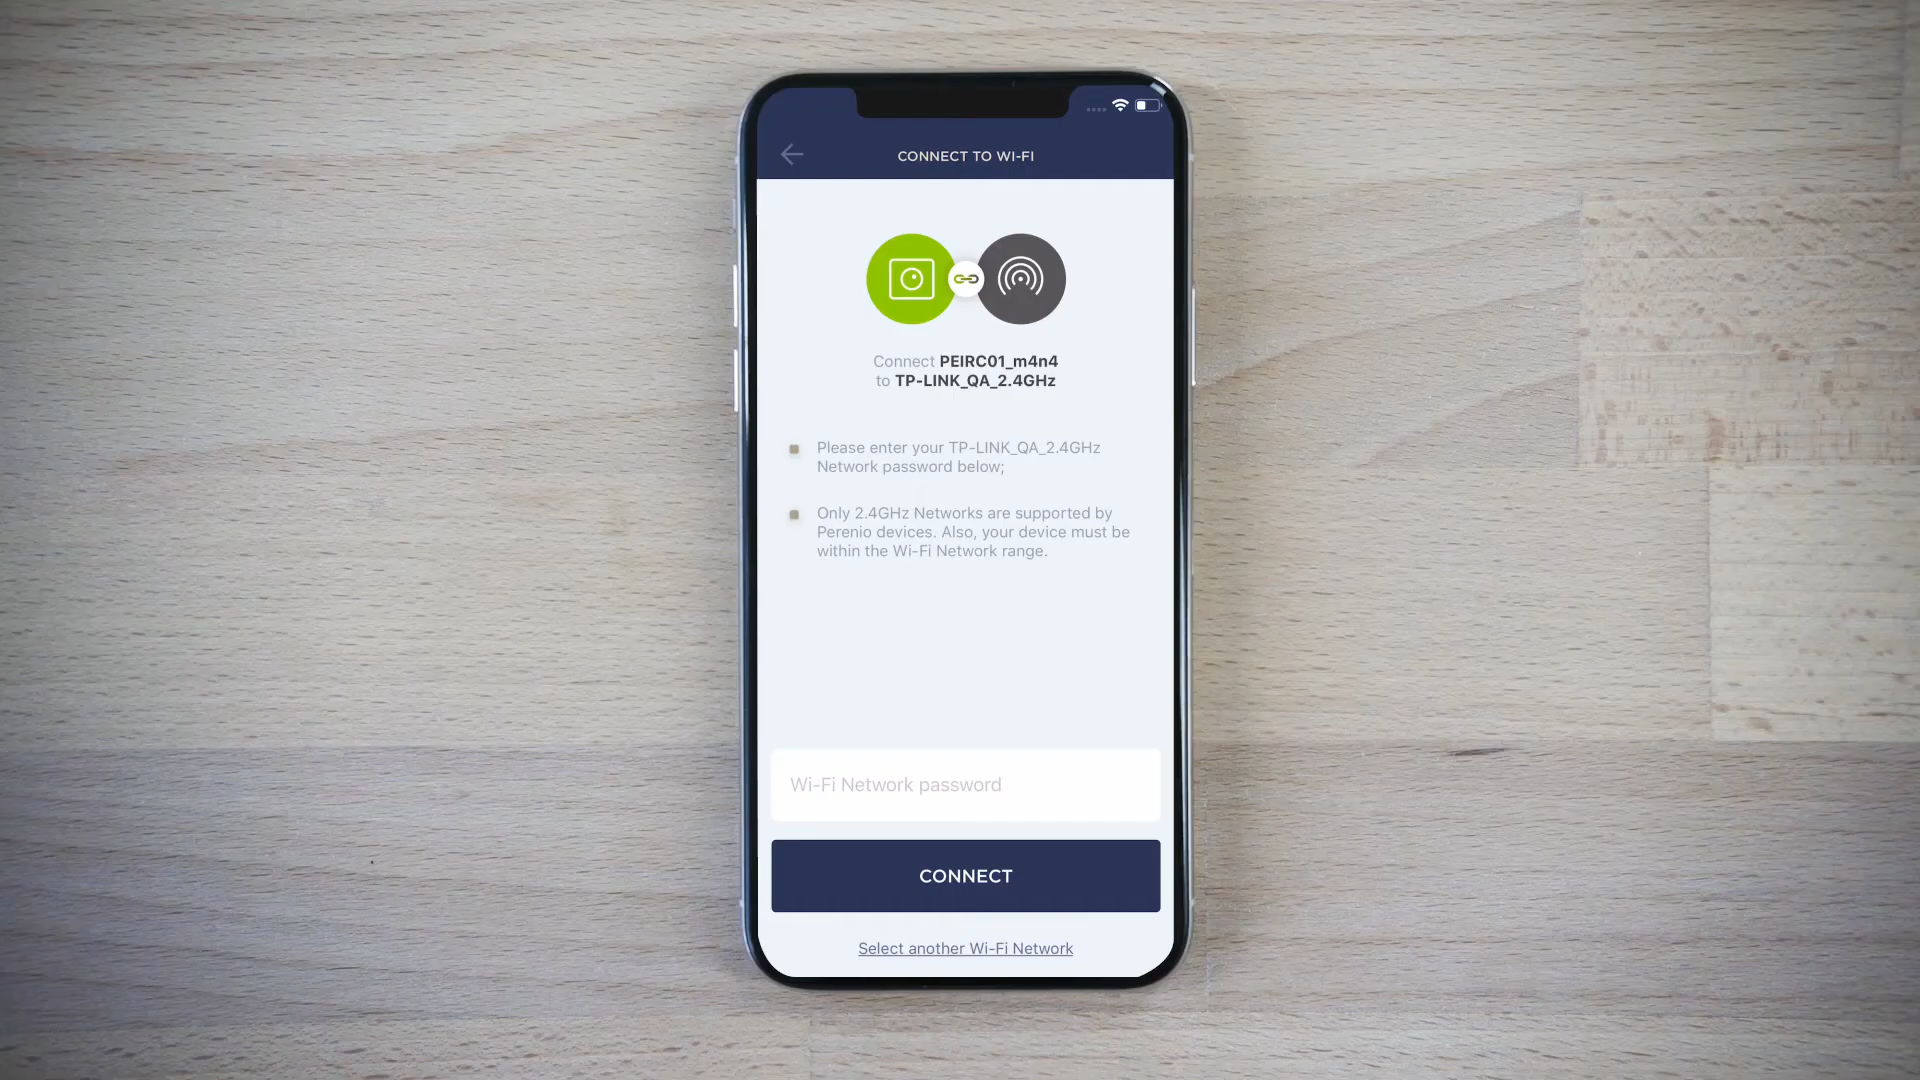 CONNECT TO WI-FI
Connect PEIRC01_m4n4
to TP-LINK_QA_2.4GHz
Please enter your TP-LINK_QA_2.4GHz
Network password below;
Only 2.4GHz Networks are supported by
Perenio devices. Also, your device must be
within the Wi-Fi Network range.
Wi-Fi Network password
CONNECT
Select another Wi-Fi Network